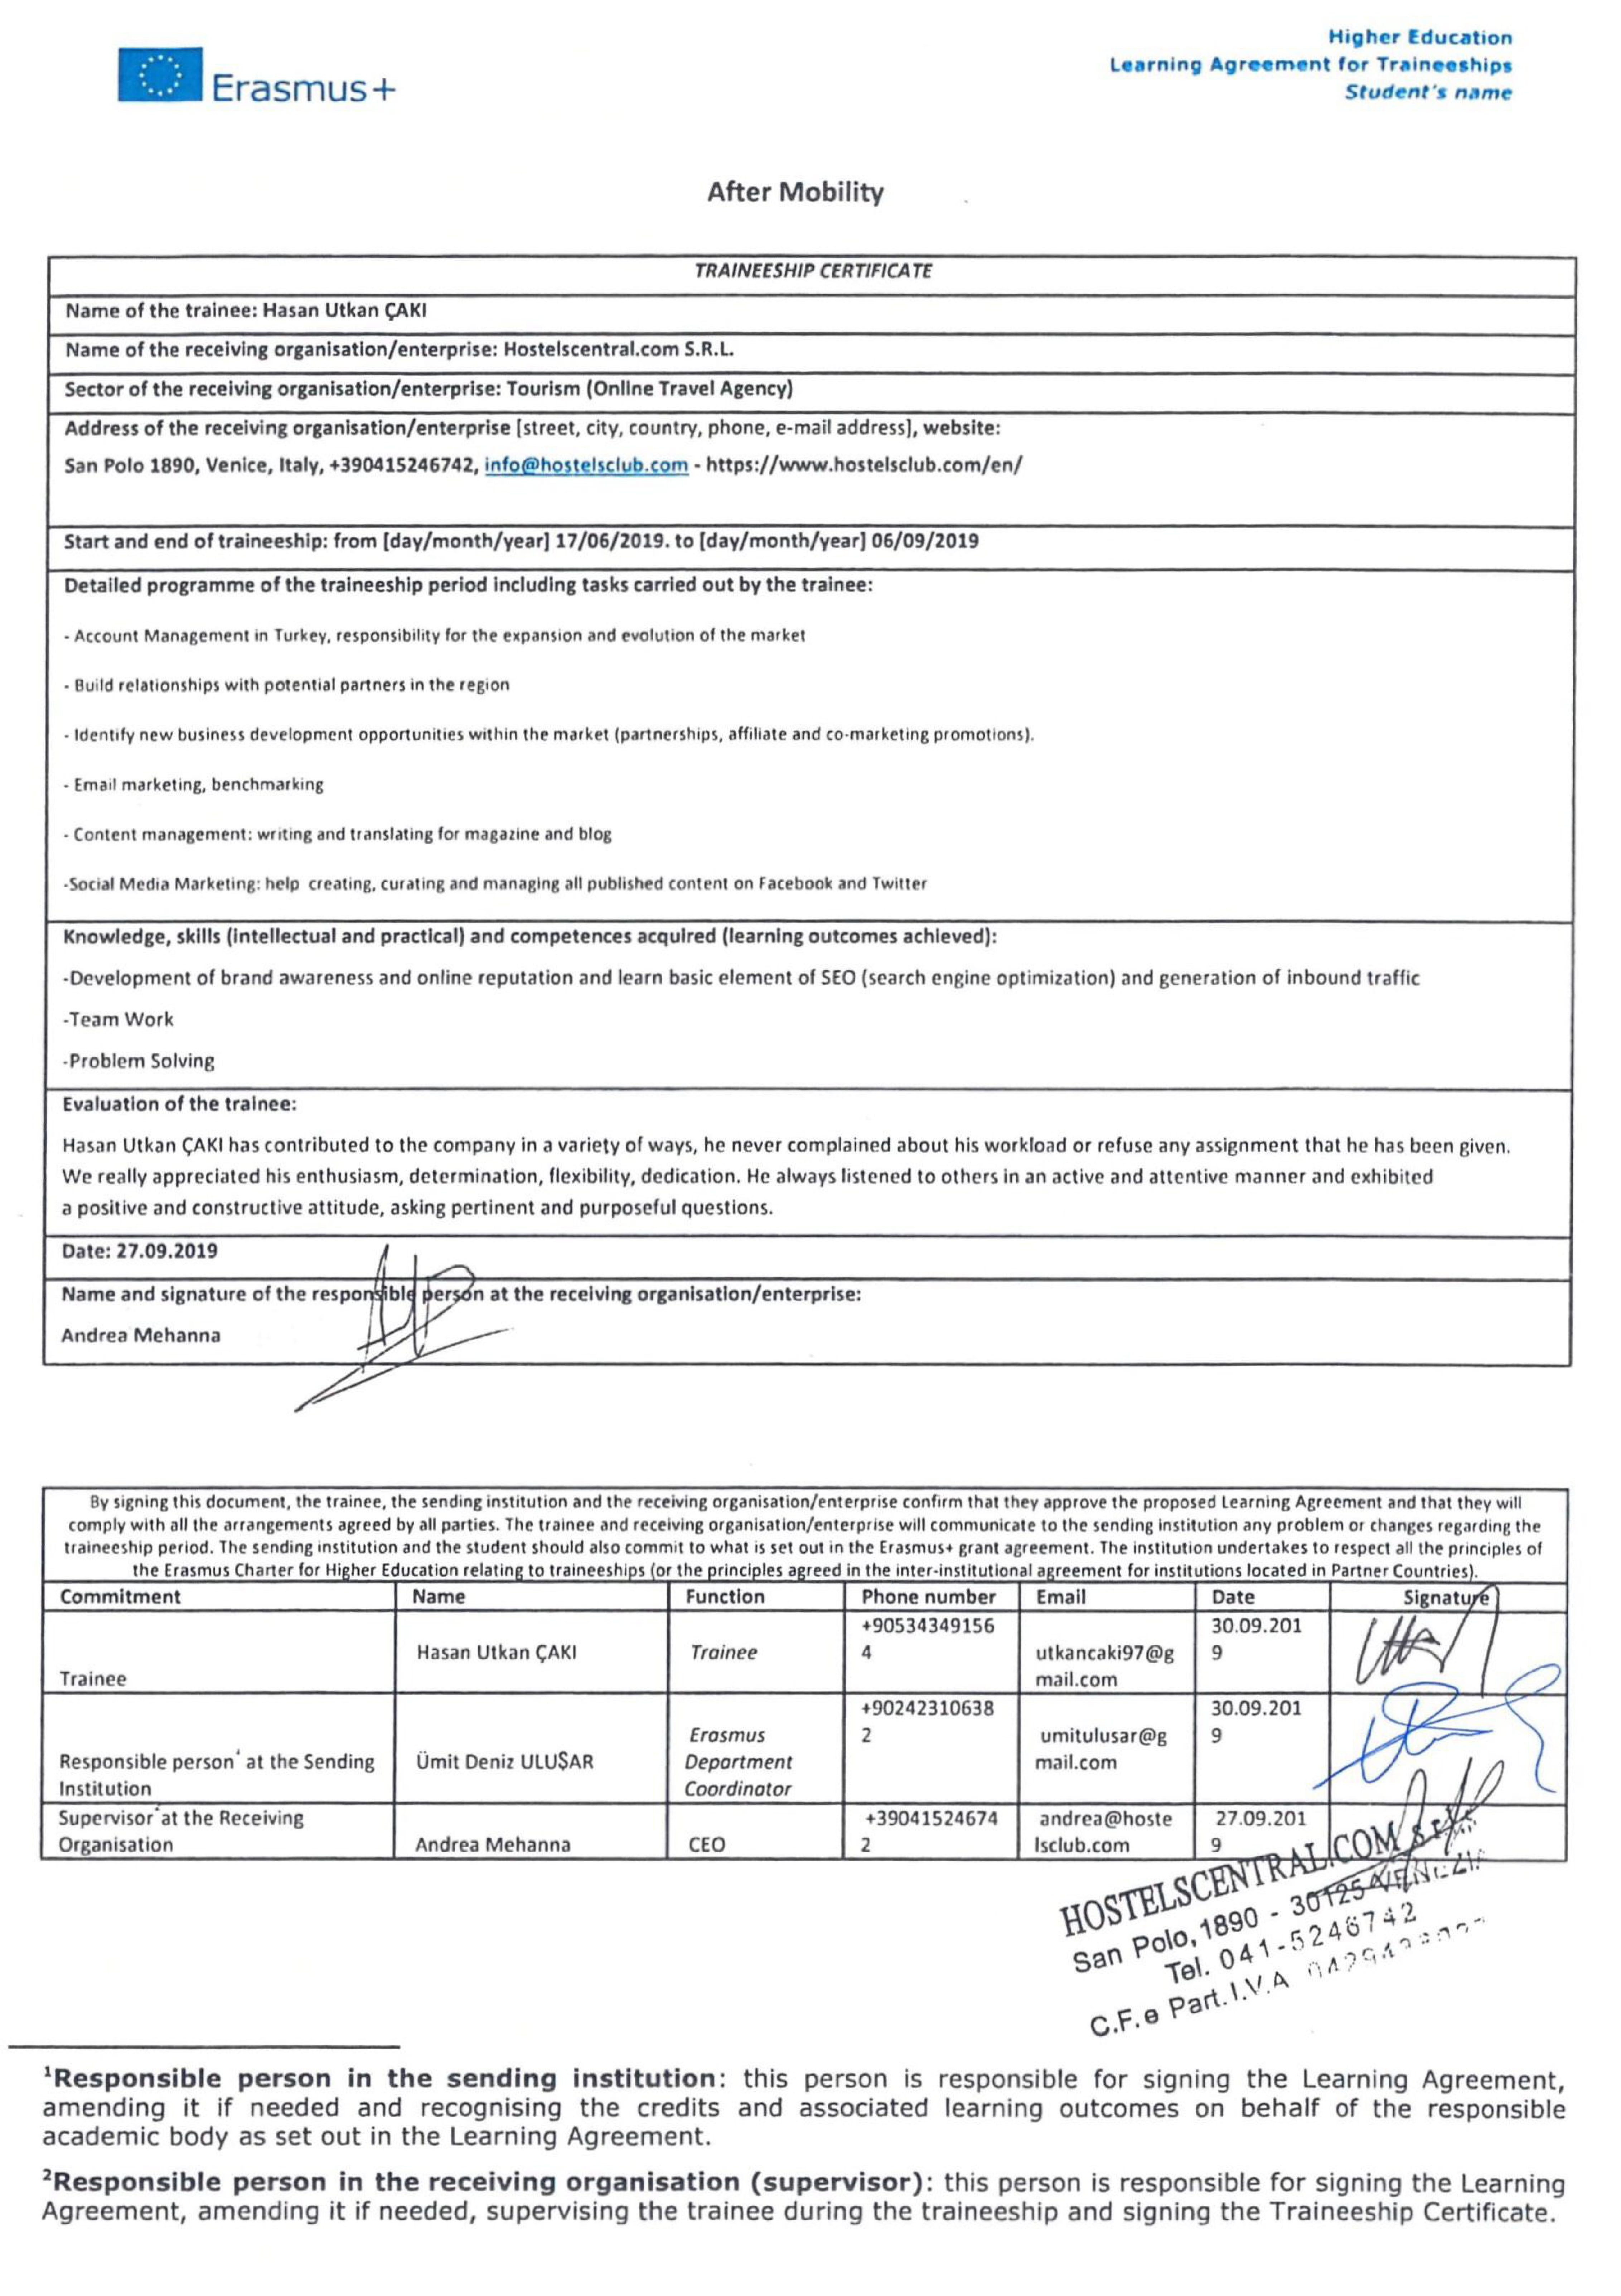 Erasmus+
Higher Education
Learning Agreement for Traineeships
Student's name
After Mobility
TRAINEESHIP CERTIFICATE
Name of the trainee: Hasan Utkan ÇAKI
Name of the receiving organisation/enterprise: Hostelscentral.com S.R.L.
Sector of the receiving organisation/enterprise: Tourism (Online Travel Agency)
Address of the receiving organisation/enterprise [street, city, country, phone, e-mail address], website:
San Polo 1890, Venice, Italy, +390415246742, info@hostelsclub.com - https://www.hostelsclub.com/en/
Start and end of traineeship: from [day/month/year] 17/06/2019. to [day/month/year] 06/09/2019
Detailed programme of the traineeship period including tasks carried out by the trainee:
- Account Management in Turkey, responsibility for the expansion and evolution of the market
- Build relationships with potential partners in the region
- Identify new business development opportunities within the market (partnerships, affiliate and co-marketing promotions).
- Email marketing, benchmarking
- Content management: writing and translating for magazine and blog
-Social Media Marketing: help creating, curating and managing all published content on Facebook and Twitter
Knowledge, skills (intellectual and practical) and competences acquired (learning outcomes achieved):
-Development of brand awareness and online reputation and learn basic element of SEO (search engine optimization) and generation of inbound traffic
-Team Work
-Problem Solving
Evaluation of the trainee:
Hasan Utkan ÇAKI has contributed to the company in a variety of ways, he never complained about his workload or refuse any assignment that he has been given.
We really appreciated his enthusiasm, determination, flexibility, dedication. He always listened to others in an active and attentive manner and exhibited
a positive and constructive attitude, asking pertinent and purposeful questions.
Date: 27.09.2019
Name and signature of the responsible person at the receiving organisation/enterprise:
Andrea Mehanna
By signing this document, the trainee, the sending institution and the receiving organisation/enterprise confirm that they approve the proposed Learning Agreement and that they will
comply with all the arrangements agreed by all parties. The trainee and receiving organisation/enterprise will communicate to the sending institution any problem or changes regarding the
traineeship period. The sending institution and the student should also commit to what is set out in the Erasmus+ grant agreement. The institution undertakes to respect all the principles of
the Erasmus Charter for Higher Education relating to traineeships (or the principles agreed in the inter-institutional agreement for institutions located in Partner Countries).
Commitment Name Function Phone number Email Date Signature
+90534349156 30.09.201
Hasan Utkan ÇAKI Trainee 4 utkancaki97@g 9
Trainee mail.com
+90242310638 30.09.201
Erasmus 2 umitulusar@g 9
Responsible person¹ at the Sending Ümit Deniz ULUŞAR Department mail.com
Institution Coordinator
Supervisor at the Receiving +39041524674 andrea@hoste 27.09.201
Organisation Andrea Mehanna CEO 2 lsclub.com 9
HOSTELSCENTRAL.COM
San Polo, 1890 - 30125 VENEZIA
Tel. 041-5246742
C.F. e Part. I.V.A
¹Responsible person in the sending institution: this person is responsible for signing the Learning Agreement,
amending it if needed and recognising the credits and associated learning outcomes on behalf of the responsible
academic body as set out in the Learning Agreement.
²Responsible person in the receiving organisation (supervisor): this person is responsible for signing the Learning
Agreement, amending it if needed, supervising the trainee during the traineeship and signing the Traineeship Certificate.